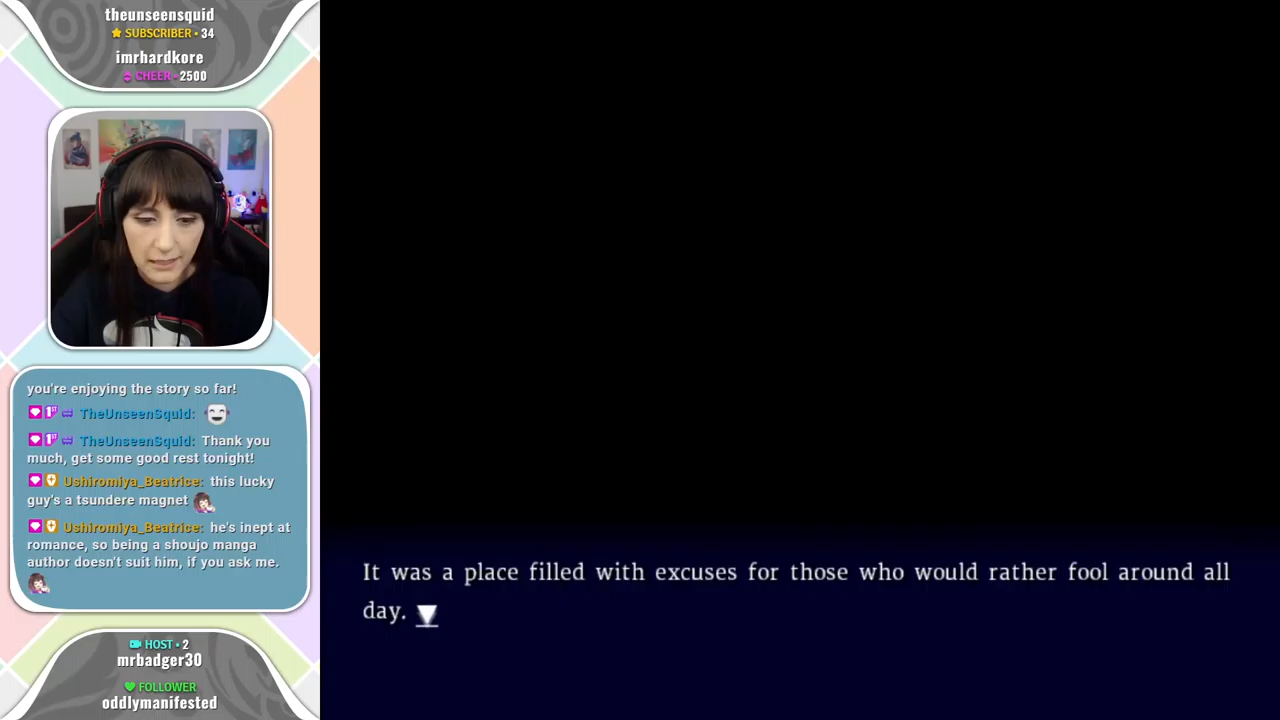 theunseensquid
SUBSCRIBER • 34
imrhardkore
CHEER • 2500
you're enjoying the story so far!
TheUnseenSquid:
TheUnseenSquid: Thank you
much, get some good rest tonight!
Ushiromiya_Beatrice: this lucky
guy's a tsundere magnet
Ushiromiya_Beatrice: he's inept at
romance, so being a shoujo manga
author doesn't suit him, if you ask me.
HOST • 2
mrbadger30
FOLLOWER
oddlymanifested
It was a place filled with excuses for those who would rather fool around all
day.